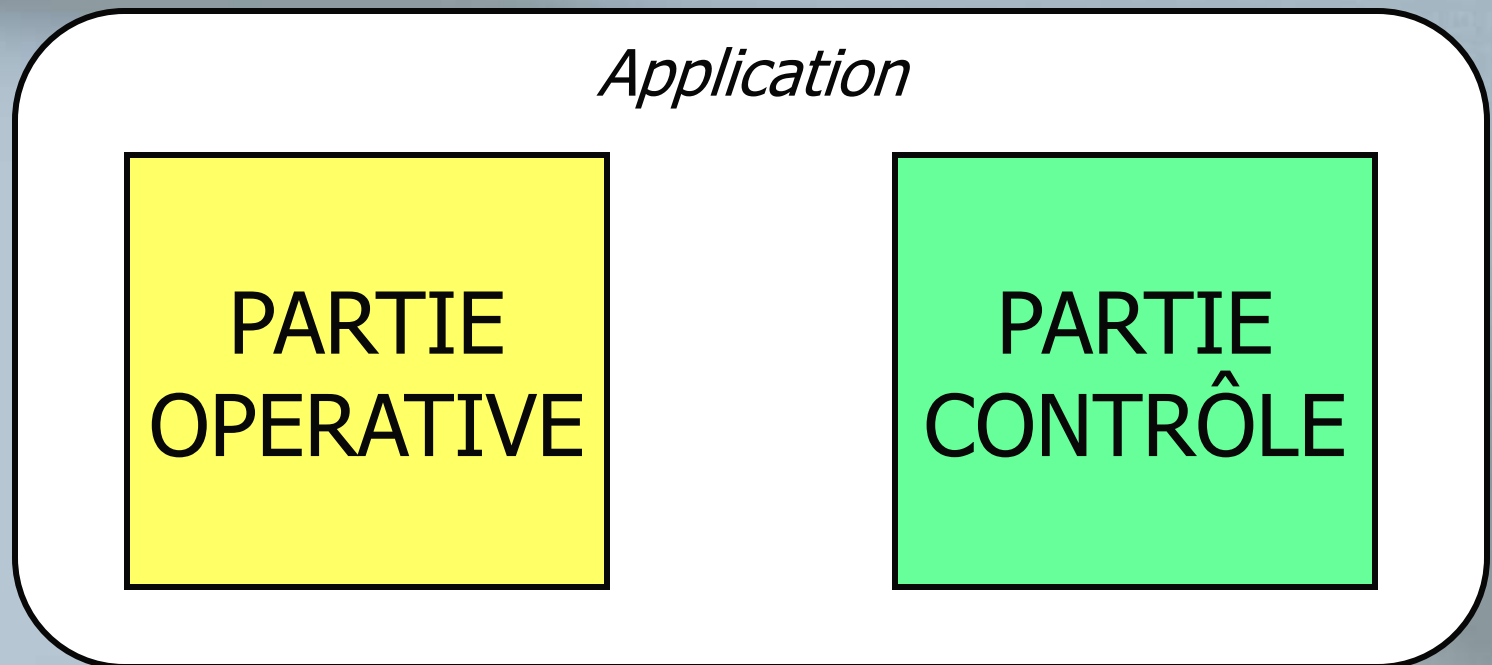 Application
PARTIE
OPERATIVE
PARTIE
CONTRÔLE